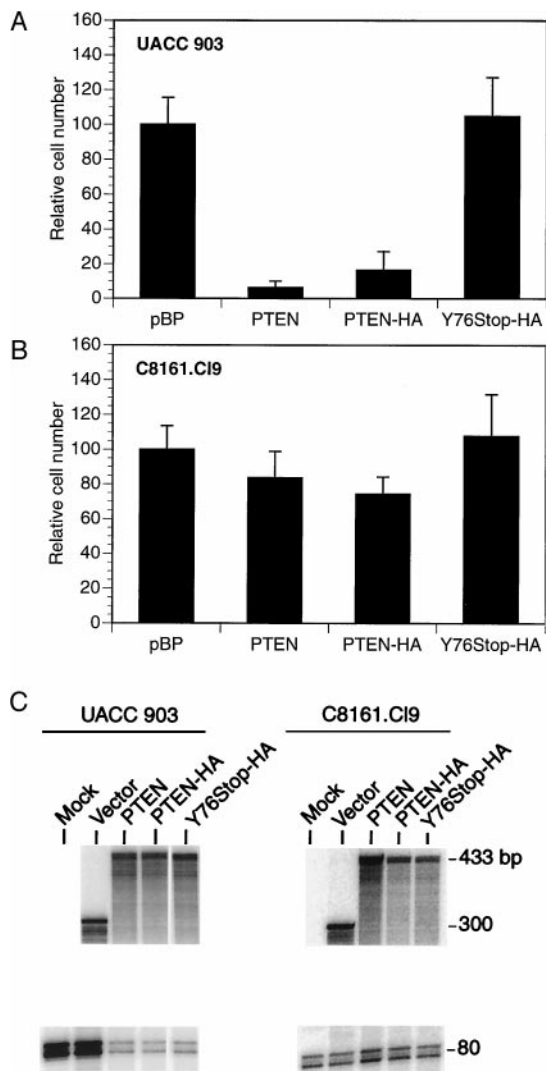 A
UACC 903
Relative cell number
160
140
120
100
80
60
40
20
0
pBP PTEN PTEN-HA Y76Stop-HA
B
C8161.Cl9
Relative cell number
160
140
120
100
80
60
40
20
0
pBP PTEN PTEN-HA Y76Stop-HA
C
UACC 903 C8161.Cl9
Mock Vector PTEN PTEN-HA Y76Stop-HA Mock Vector PTEN PTEN-HA Y76Stop-HA
-433 bp
-300
-80